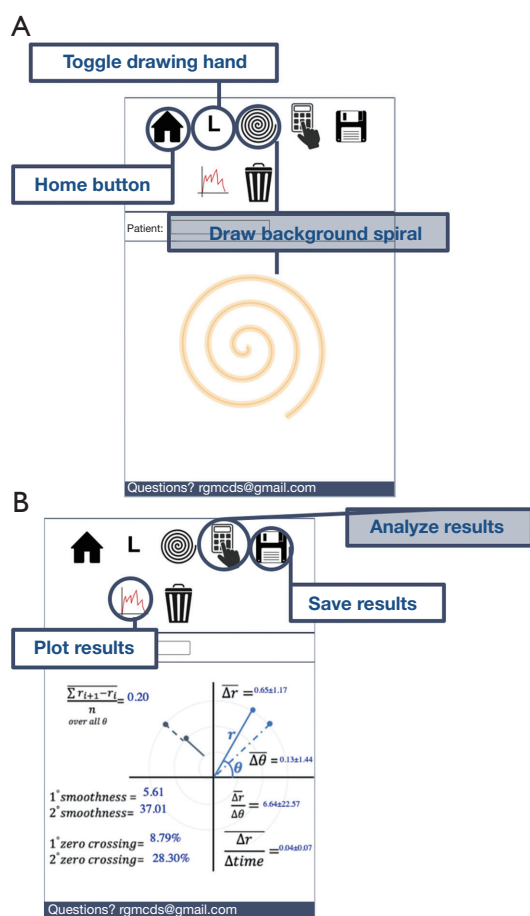 A
Toggle drawing hand
L
Home button
Patient:
Draw background spiral
Questions? rgmcds@gmail.com
B
Analyze results
L
Save results
Plot results
Σ r_{i+1}−r_i / n = 0.20
over all θ
Δr = 0.65±1.17
r
θ
Δθ = 0.13±1.44
1°smoothness = 5.61
2°smoothness= 37.01
Δr / Δθ = 6.64±22.57
1°zero crossing= 8.79%
2°zero crossing= 28.30%
Δr / Δtime =0.04±0.07
Questions? rgmcds@gmail.com